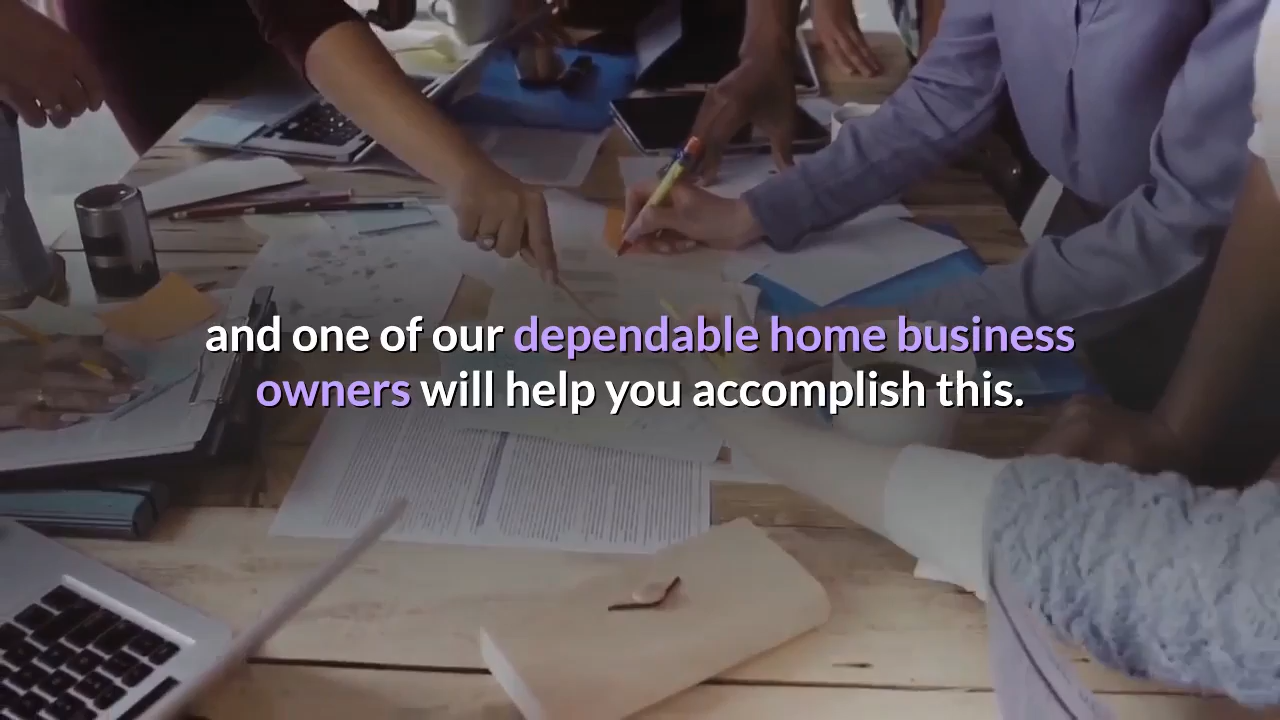 and one of our dependable home business
owners will help you accomplish this.